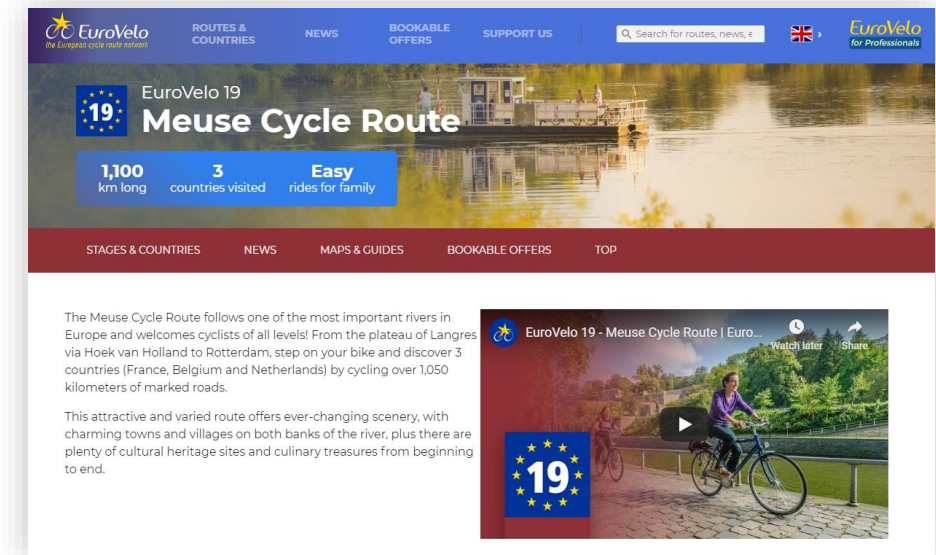 EuroVelo
the European cycle route network
ROUTES &
COUNTRIES
NEWS
BOOKABLE
OFFERS
SUPPORT US
Search for routes, news, e
EuroVelo
for Professionals
19
EuroVelo 19
Meuse Cycle Route
1,100
km long
3
countries visited
Easy
rides for family
STAGES & COUNTRIES
NEWS
MAPS & GUIDES
BOOKABLE OFFERS
TOP
The Meuse Cycle Route follows one of the most important rivers in
Europe and welcomes cyclists of all levels! From the plateau of Langres
via Hoek van Holland to Rotterdam, step on your bike and discover 3
countries (France, Belgium and Netherlands) by cycling over 1,050
kilometers of marked roads.
This attractive and varied route offers ever-changing scenery, with
charming towns and villages on both banks of the river, plus there are
plenty of cultural heritage sites and culinary treasures from beginning
to end.
EuroVelo 19 - Meuse Cycle Route | Euro...
Watch later
Share
19